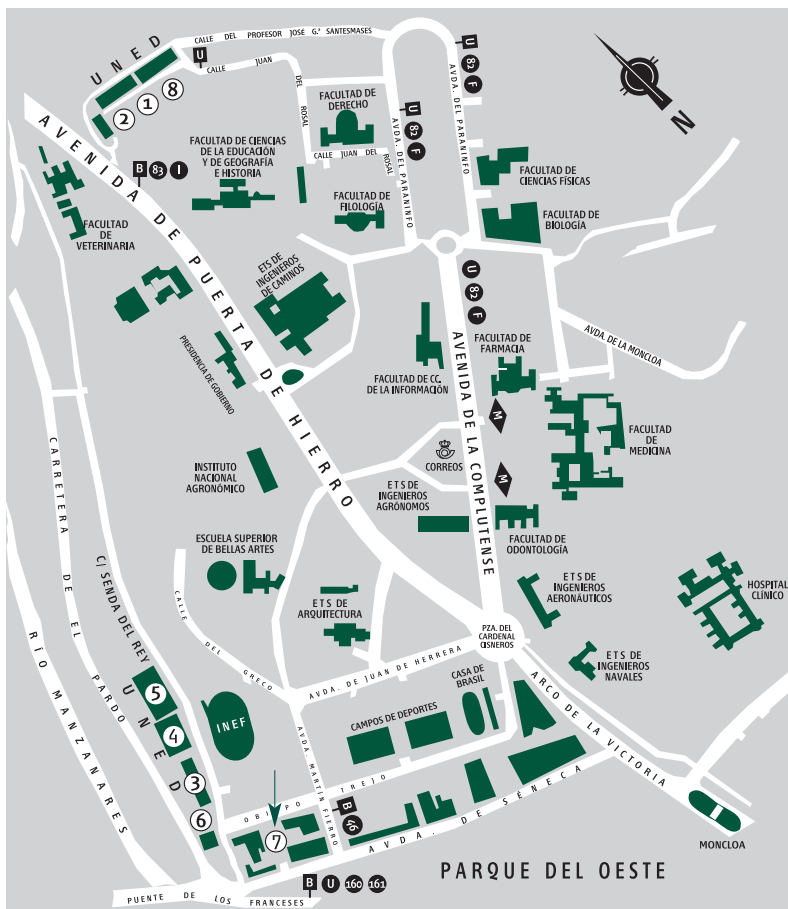 CALLE DEL PROFESOR JOSÉ G.ª SANTESMASES
UNED
U
CALLE JUAN DEL ROSAL
8
1
2
FACULTAD DE
DERECHO
CALLE JUAN DEL ROSAL
U
82
F
AVDA. DEL PARANINFO
U
82
F
AVDA. DEL PARANINFO
N
AVENIDA DE PUERTA DE HIERRO
B
83
I
FACULTAD DE CIENCIAS
DE LA EDUCACIÓN
Y DE GEOGRAFÍA
E HISTORIA
FACULTAD DE
FILOLOGÍA
FACULTAD DE
CIENCIAS FÍSICAS
FACULTAD DE
BIOLOGÍA
FACULTAD
DE
VETERINARIA
ETS DE
INGENIEROS
DE CAMINOS
U
82
F
AVENIDA DE LA COMPLUTENSE
PRESIDENCIA DE GOBIERNO
FACULTAD DE CC.
DE LA INFORMACIÓN
FACULTAD DE
FARMACIA
AVDA. DE LA MONCLOA
M
FACULTAD
DE
MEDICINA
CORREOS
M
INSTITUTO
NACIONAL
AGRONÓMICO
E T S DE
INGENIEROS
AGRÓNOMOS
FACULTAD DE
ODONTOLOGÍA
CARRETERA DE EL PARDO
ESCUELA SUPERIOR
DE BELLAS ARTES
C/ SENDA DEL REY
CALLE DEL GRECO
E T S DE
ARQUITECTURA
E T S DE
INGENIEROS
AERONÁUTICOS
HOSPITAL
CLÍNICO
PZA. DEL
CARDENAL
CISNEROS
E T S DE
INGENIEROS
NAVALES
RÍO MANZANARES
AVDA. DE JUAN DE HERRERA
CASA DE
BRASIL
ARCO DE LA VICTORIA
UNED
5
4
3
6
INEF
CAMPOS DE DEPORTES
AVDA. MARTÍN FIERRO
OBISPO TREJO
7
B
46
AVDA. DE SÉNECA
MONCLOA
PARQUE DEL OESTE
PUENTE DE LOS FRANCESES
B
U
160
161